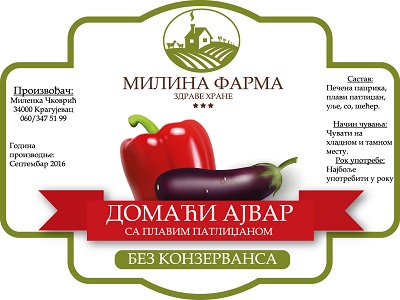 МИЛИНА ФАРМА
ЗДРАВЕ ХРАНЕ
Произвођач:
Миленка Чковрић
34000 Крагујевац
060/347 51 99
Година
производње:
Септембар 2016
Састав:
Печена паприка,
плави патлиџан,
уље, со, шећер.
Начин чувања:
Чувати на
хладном и тамном
месту.
Рок употребе:
Најбоље
употребити у року
ДОМАЋИ АЈВАР
СА ПЛАВИМ ПАТЛИЏАНОМ
БЕЗ КОНЗЕРВАНСА